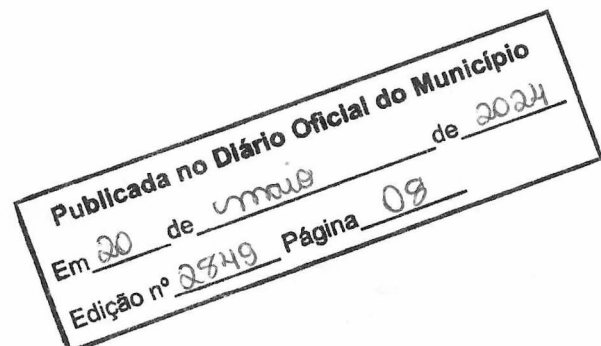 Publicada no Diário Oficial do Município
Em 20 de maio de 2024
Edição nº 2849 Página 08